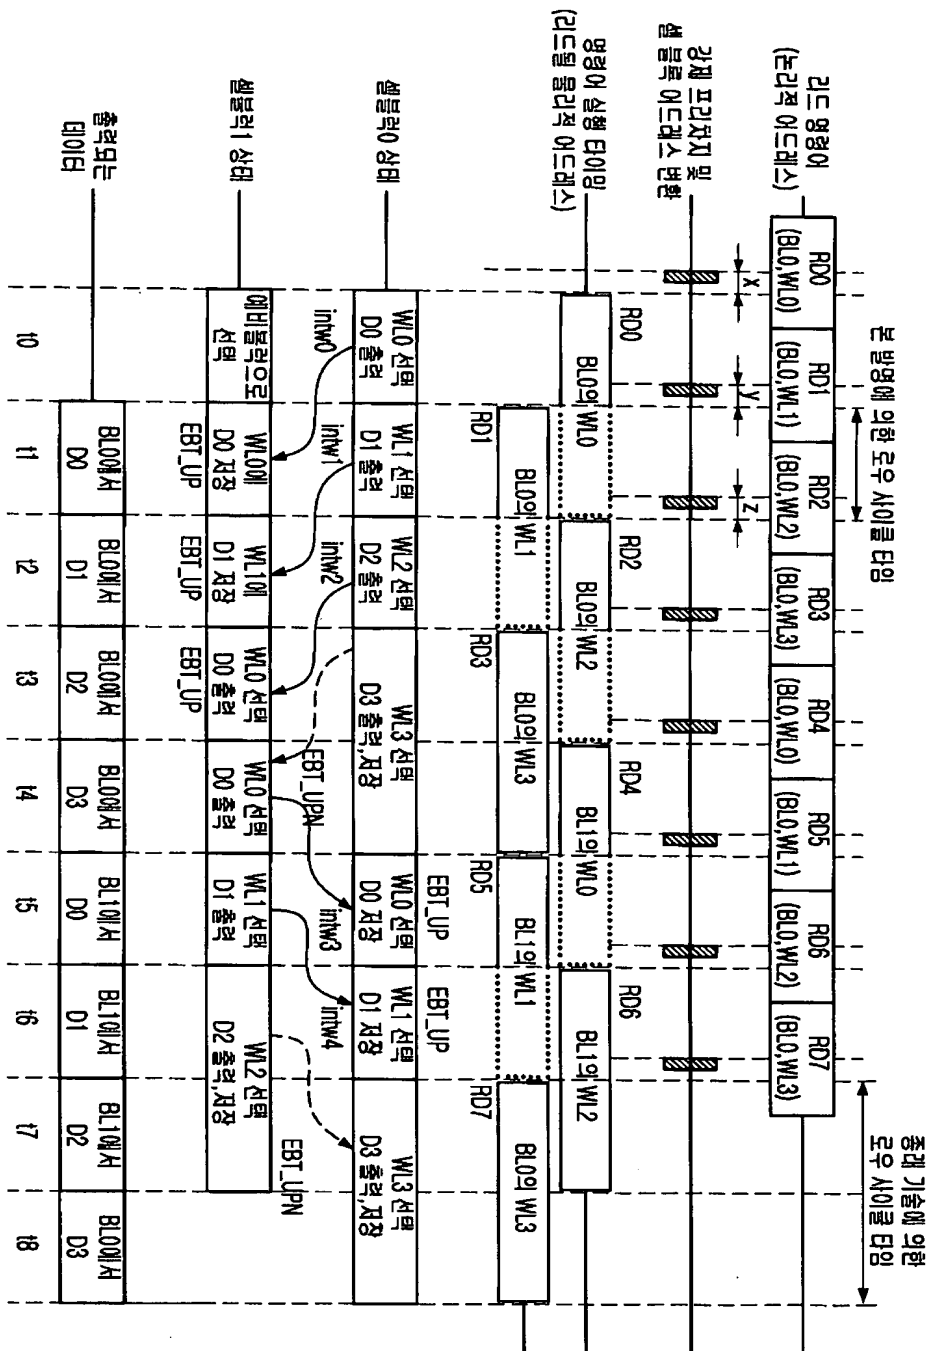 본 발명에 의한 로우 사이클 타임
종래 기술에 의한
로우 사이클 타임
리드 명령어
(논리적 어드레스)
RD0
(BL0,WL0)
RD1
(BL0,WL1)
RD2
(BL0,WL2)
RD3
(BL0,WL3)
RD4
(BL0,WL0)
RD5
(BL0,WL1)
RD6
(BL0,WL2)
RD7
(BL0,WL3)
x
y
z
강제 프리차지 및
셀 블록 어드레스 변환
명령어 실행 타이밍
(리드될 물리적 어드레스)
RD0
BL0의 WL0
RD2
BL0의 WL2
RD4
BL1의 WL0
RD6
BL1의 WL2
RD1
BL0의 WL1
RD3
BL0의 WL3
RD5
BL1의 WL1
RD7
BL0의 WL3
셀블럭0 상태
WL0 선택
D0 출력
WL1 선택
D1 출력
WL2 선택
D2 출력
WL3 선택
D3 출력,저장
EBT_UP
WL0 선택
D0 저장
EBT_UP
WL1 선택
D1 저장
WL3 선택
D3 출력,저장
intw0
intw1
intw2
EBT_UPN
intw3
intw4
EBT_UPN
셀블럭1 상태
예비블럭으로
선택
WL0에
D0 저장
EBT_UP
WL1에
D1 저장
EBT_UP
WL0 선택
D0 출력
EBT_UP
WL0 선택
D0 출력
WL1 선택
D1 출력
WL2 선택
D2 출력,저장
출력되는
데이터
BL0에서
D0
BL0에서
D1
BL0에서
D2
BL0에서
D3
BL1에서
D0
BL1에서
D1
BL1에서
D2
BL0에서
D3
t0
t1
t2
t3
t4
t5
t6
t7
t8